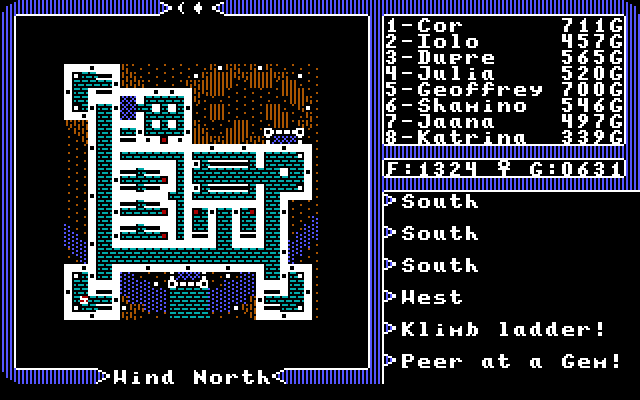 1-Cor 711G
2-Iolo 457G
3-Dupre 565G
4-Julia 520G
5-Geoffrey 700G
6-Shamino 546G
7-Jaana 497G
8-Katrina 339G
F:1324 ♀ G:0631
South
South
South
West
Klimb ladder!
Peer at a Gem!
Wind North